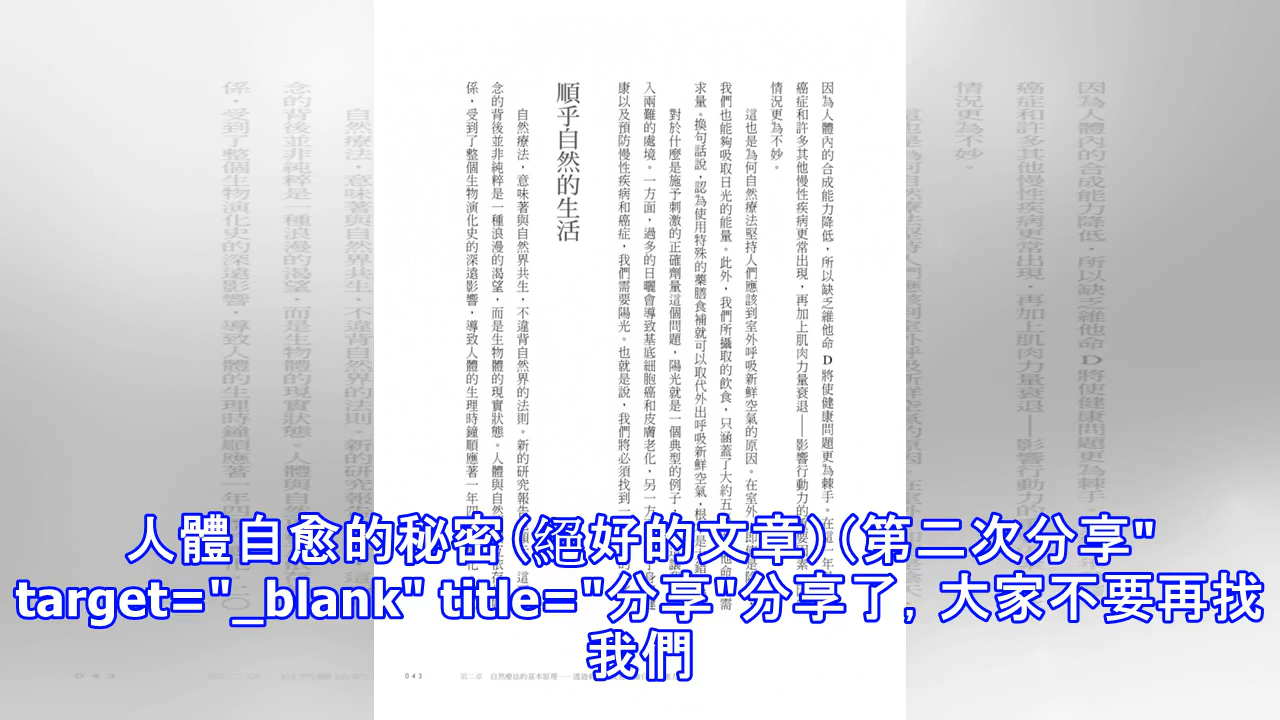 因為人體內的合成能力降低，所以缺乏維他命D將使健康問題更為棘手。在這一年
癌症和許多其他慢性疾病更常出現，再加上肌肉力量衰退——影響行動力的
情況更為不妙。
這也是為何自然療法堅持人們應該到室外呼吸新鮮空氣的原因。在室外
我們也能夠吸取日光的能量。此外，我們所攝取的飲食，只涵蓋了大約五
求量。換句話說，認為使用特殊的藥膳食補就可以取代外出呼吸新鮮空氣，根
對於什麼是施予刺激的正確劑量這個問題，陽光就是一個典型的例子，
入兩難的處境。一方面，過多的日曬會導致基底細胞癌和皮膚老化，另一方
康以及預防慢性疾病和癌症，我們需要陽光。也就是說，我們將必須找到一
順乎自然的生活
自然療法，意味著與自然界共生，不違背自然界的法則。新的研究報告
念的背後並非純粹是一種浪漫的渴望，而是生物體的現實狀態。人體與自然
係，受到了整個生物演化史的深遠影響，導致人體的生理時鐘順應著一年四
人體自愈的秘密(絕好的文章)(第二次分享"
target="_blank" title="分享"分享了, 大家不要再找
我們
043 第二章 自然療法的基本原理——透過